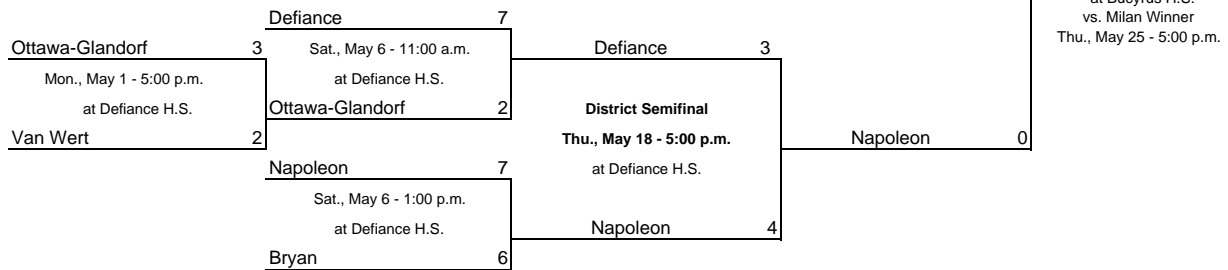 at Bucyrus H.S.
vs. Milan Winner
Thu., May 25 - 5:00 p.m.
Defiance 7
Ottawa-Glandorf 3
Sat., May 6 - 11:00 a.m.
Defiance 3
Mon., May 1 - 5:00 p.m.
at Defiance H.S.
at Defiance H.S.
Ottawa-Glandorf 2
District Semifinal
Van Wert 2
Thu., May 18 - 5:00 p.m.
Napoleon 0
Napoleon 7
at Defiance H.S.
Sat., May 6 - 1:00 p.m.
at Defiance H.S.
Napoleon 4
Bryan 6